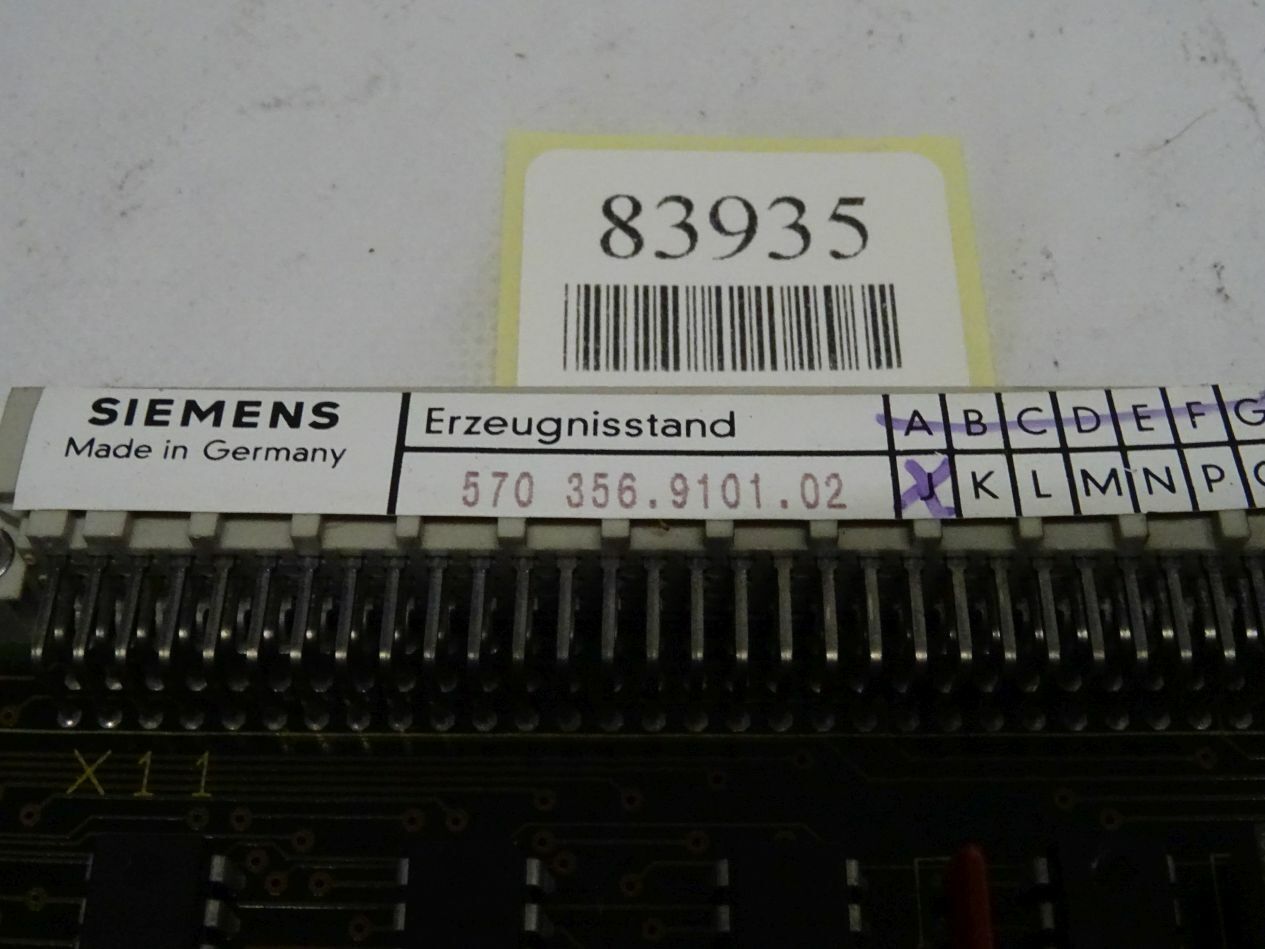 83935
SIEMENS
Made in Germany
Erzeugnisstand
A B C D E F G
570 356.9101.02
J K L M N P
X11